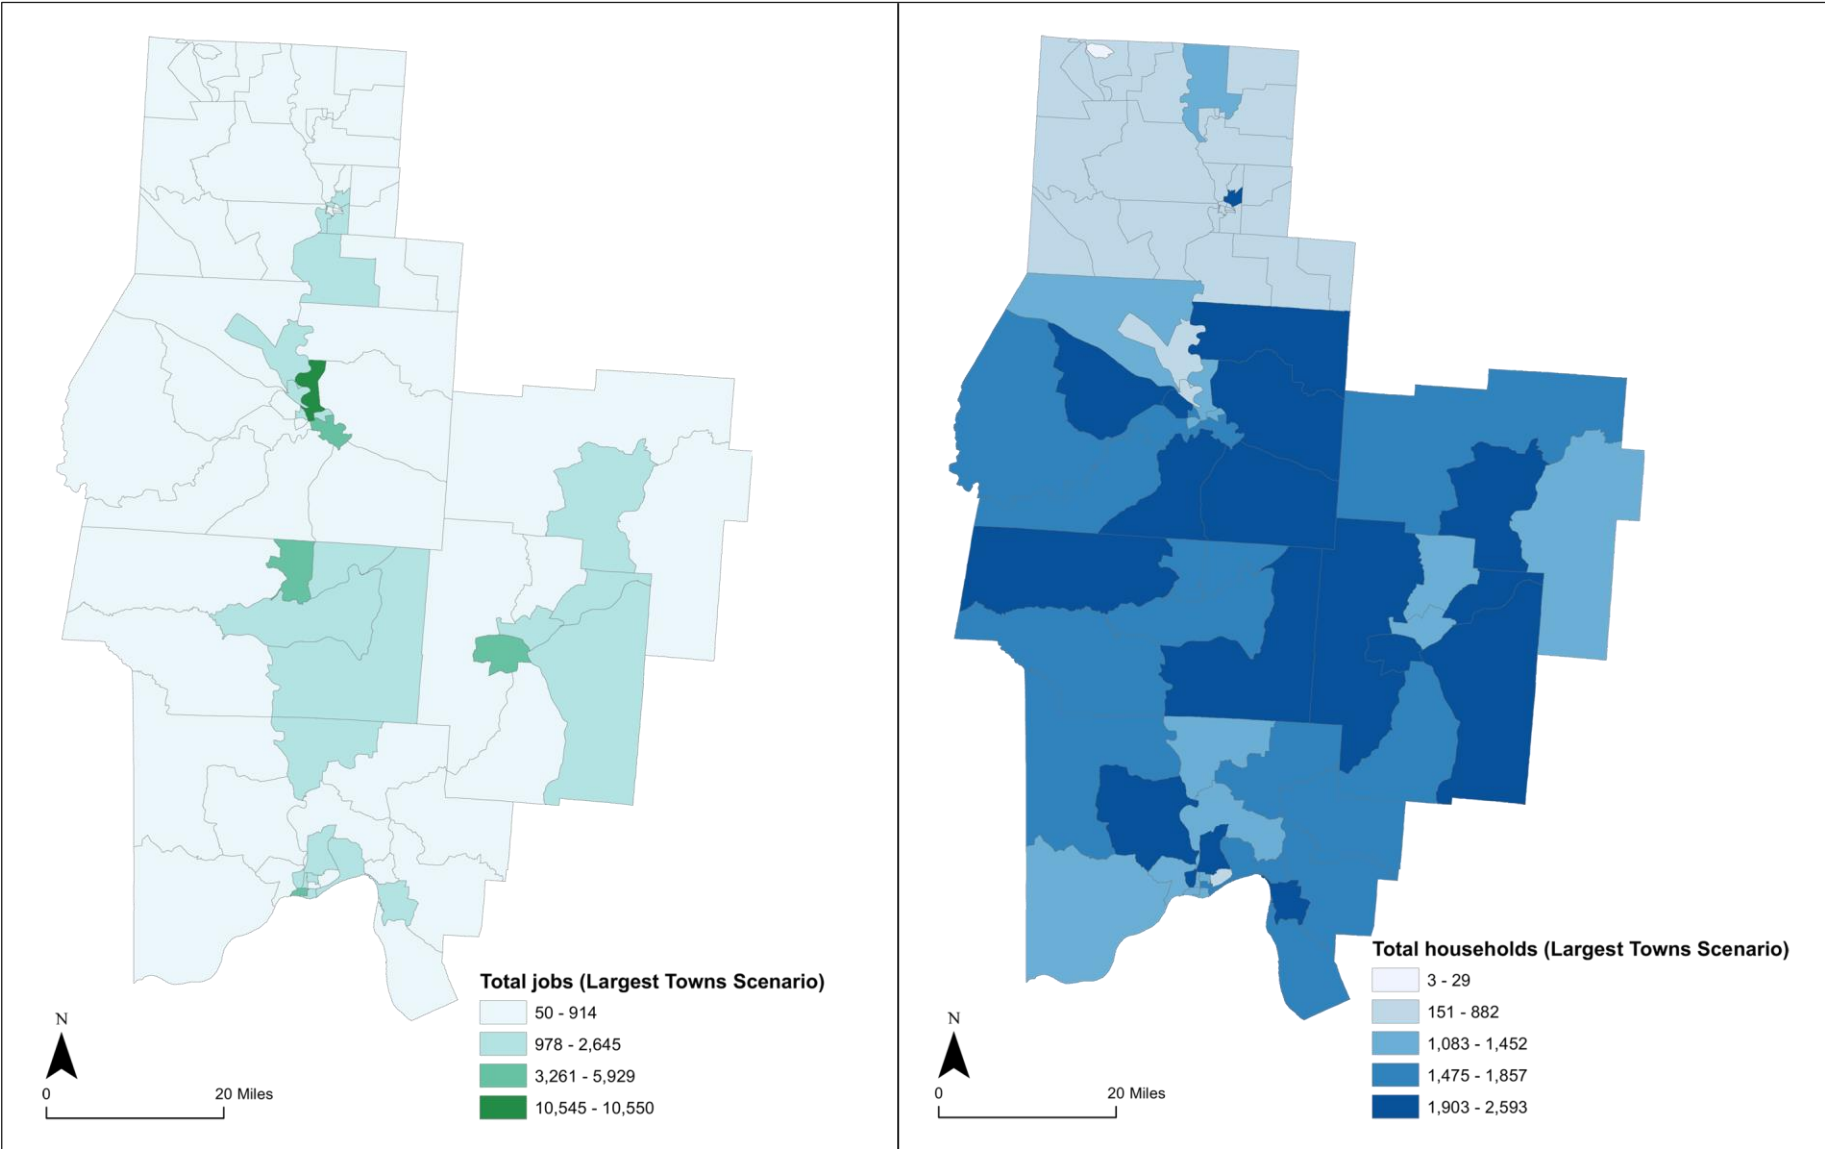 Total jobs (Largest Towns Scenario)
50 - 914
978 - 2,645
3,261 - 5,929
10,545 - 10,550
N
0
20 Miles
Total households (Largest Towns Scenario)
3 - 29
151 - 882
1,083 - 1,452
1,475 - 1,857
1,903 - 2,593
N
0
20 Miles